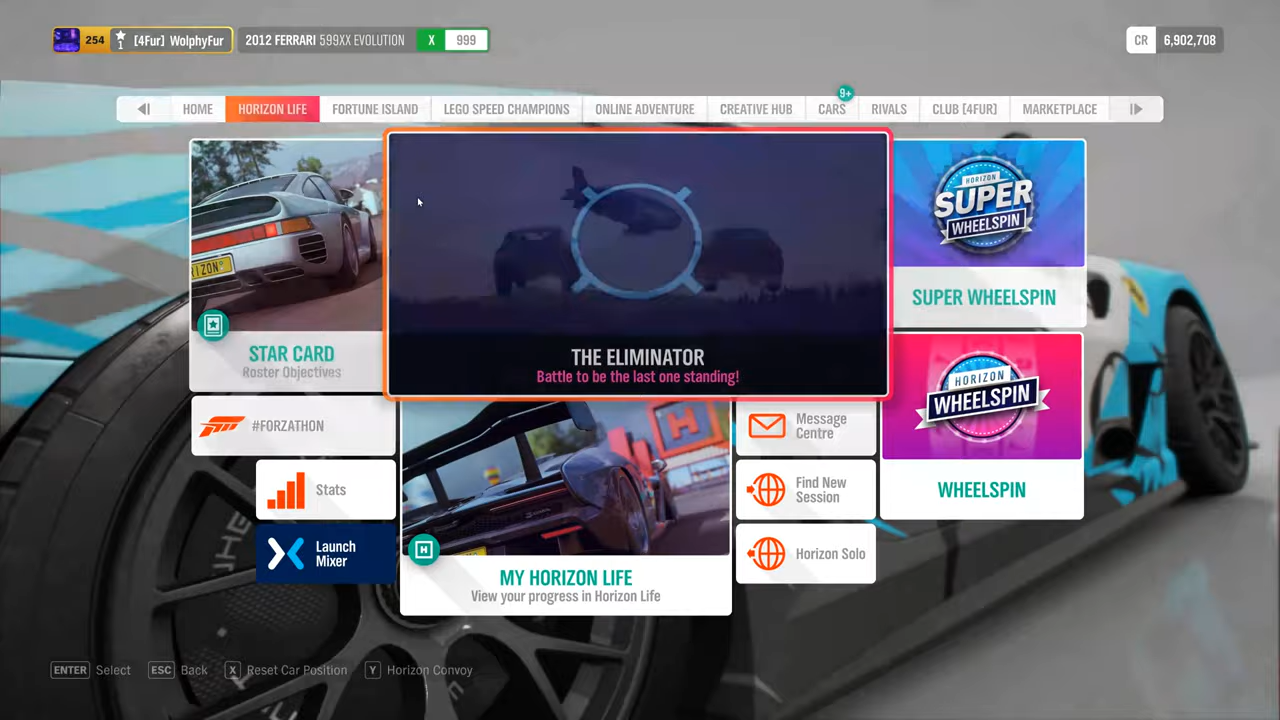 254 1 [4Fur] WolphyFur 2012 FERRARI 599XX EVOLUTION X 999 CR 6,902,708
HOME HORIZON LIFE FORTUNE ISLAND LEGO SPEED CHAMPIONS ONLINE ADVENTURE CREATIVE HUB CARS 9+ RIVALS CLUB [4FUR] MARKETPLACE
STAR CARD
Roster Objectives
THE ELIMINATOR
Battle to be the last one standing!
HORIZON
SUPER
WHEELSPIN
SUPER WHEELSPIN
#FORZATHON
Stats
Launch
Mixer
H
MY HORIZON LIFE
View your progress in Horizon Life
Message
Centre
Find New
Session
Horizon Solo
HORIZON
WHEELSPIN
WHEELSPIN
ENTER Select ESC Back X Reset Car Position Y Horizon Convoy